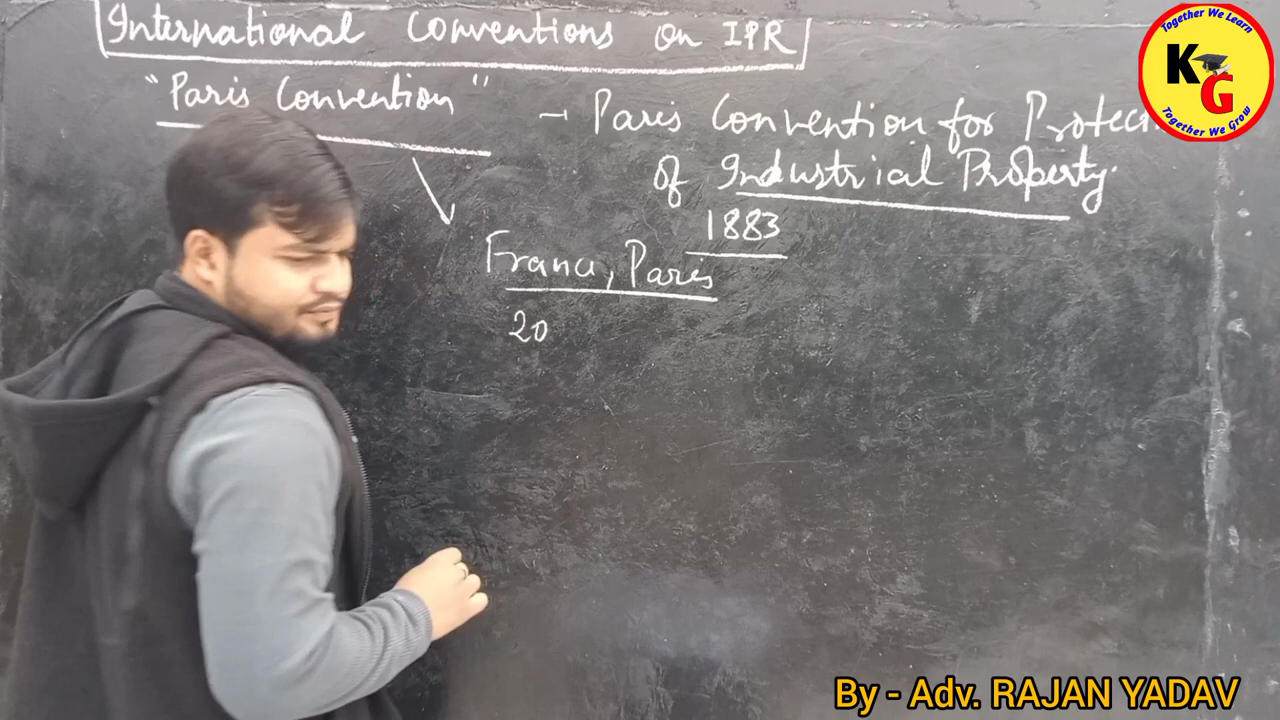 International Conventions on IPR
"Paris Convention"
→ Paris Convention for Protec
of Industrial Property.
1883
France, Paris
20
Together We Learn
KG
Together We Grow
By - Adv. RAJAN YADAV